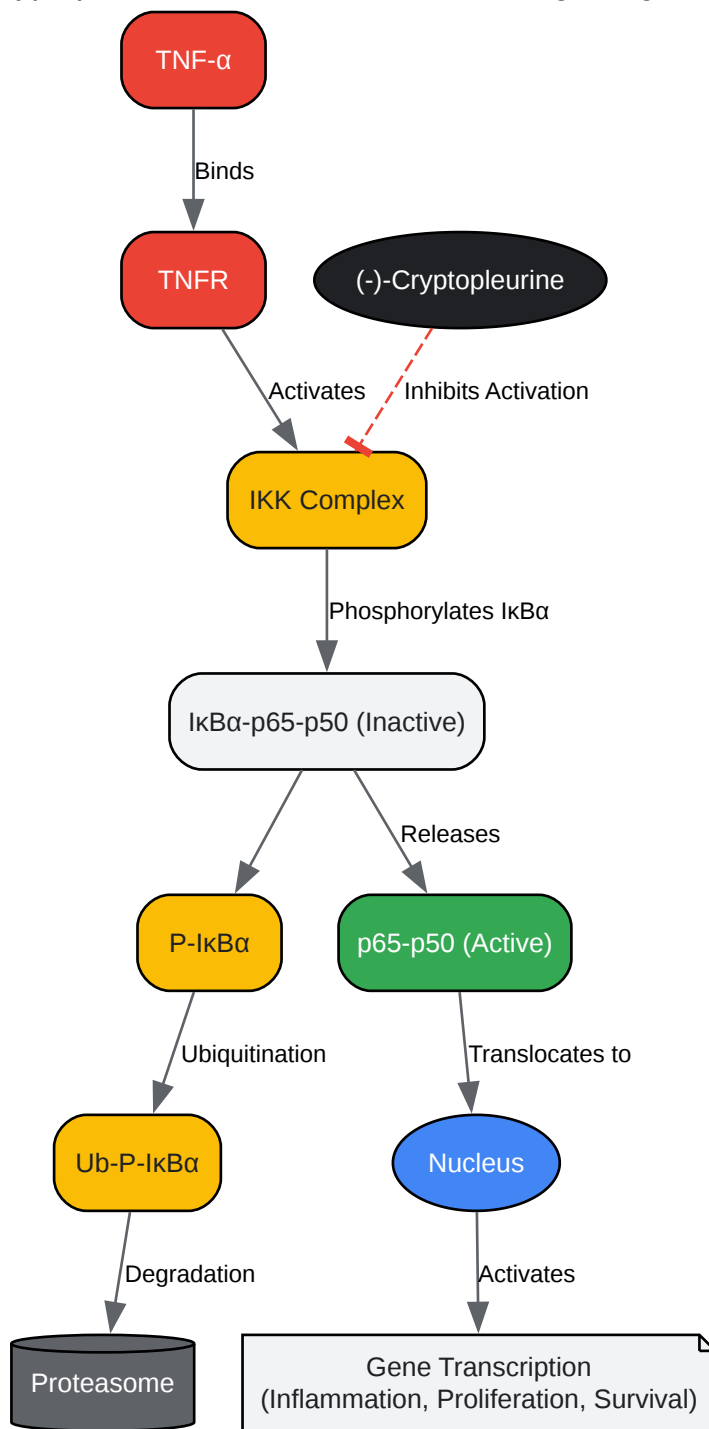 TNF-α
Binds
TNFR
(-)-Cryptopleurine
Activates
Inhibits Activation
IKK Complex
Phosphorylates IκBα
IκBα-p65-p50 (Inactive)
Releases
P-IκBα
p65-p50 (Active)
Ubiquitination
Translocates to
Ub-P-IκBα
Nucleus
Degradation
Activates
Proteasome
Gene Transcription
(Inflammation, Proliferation, Survival)